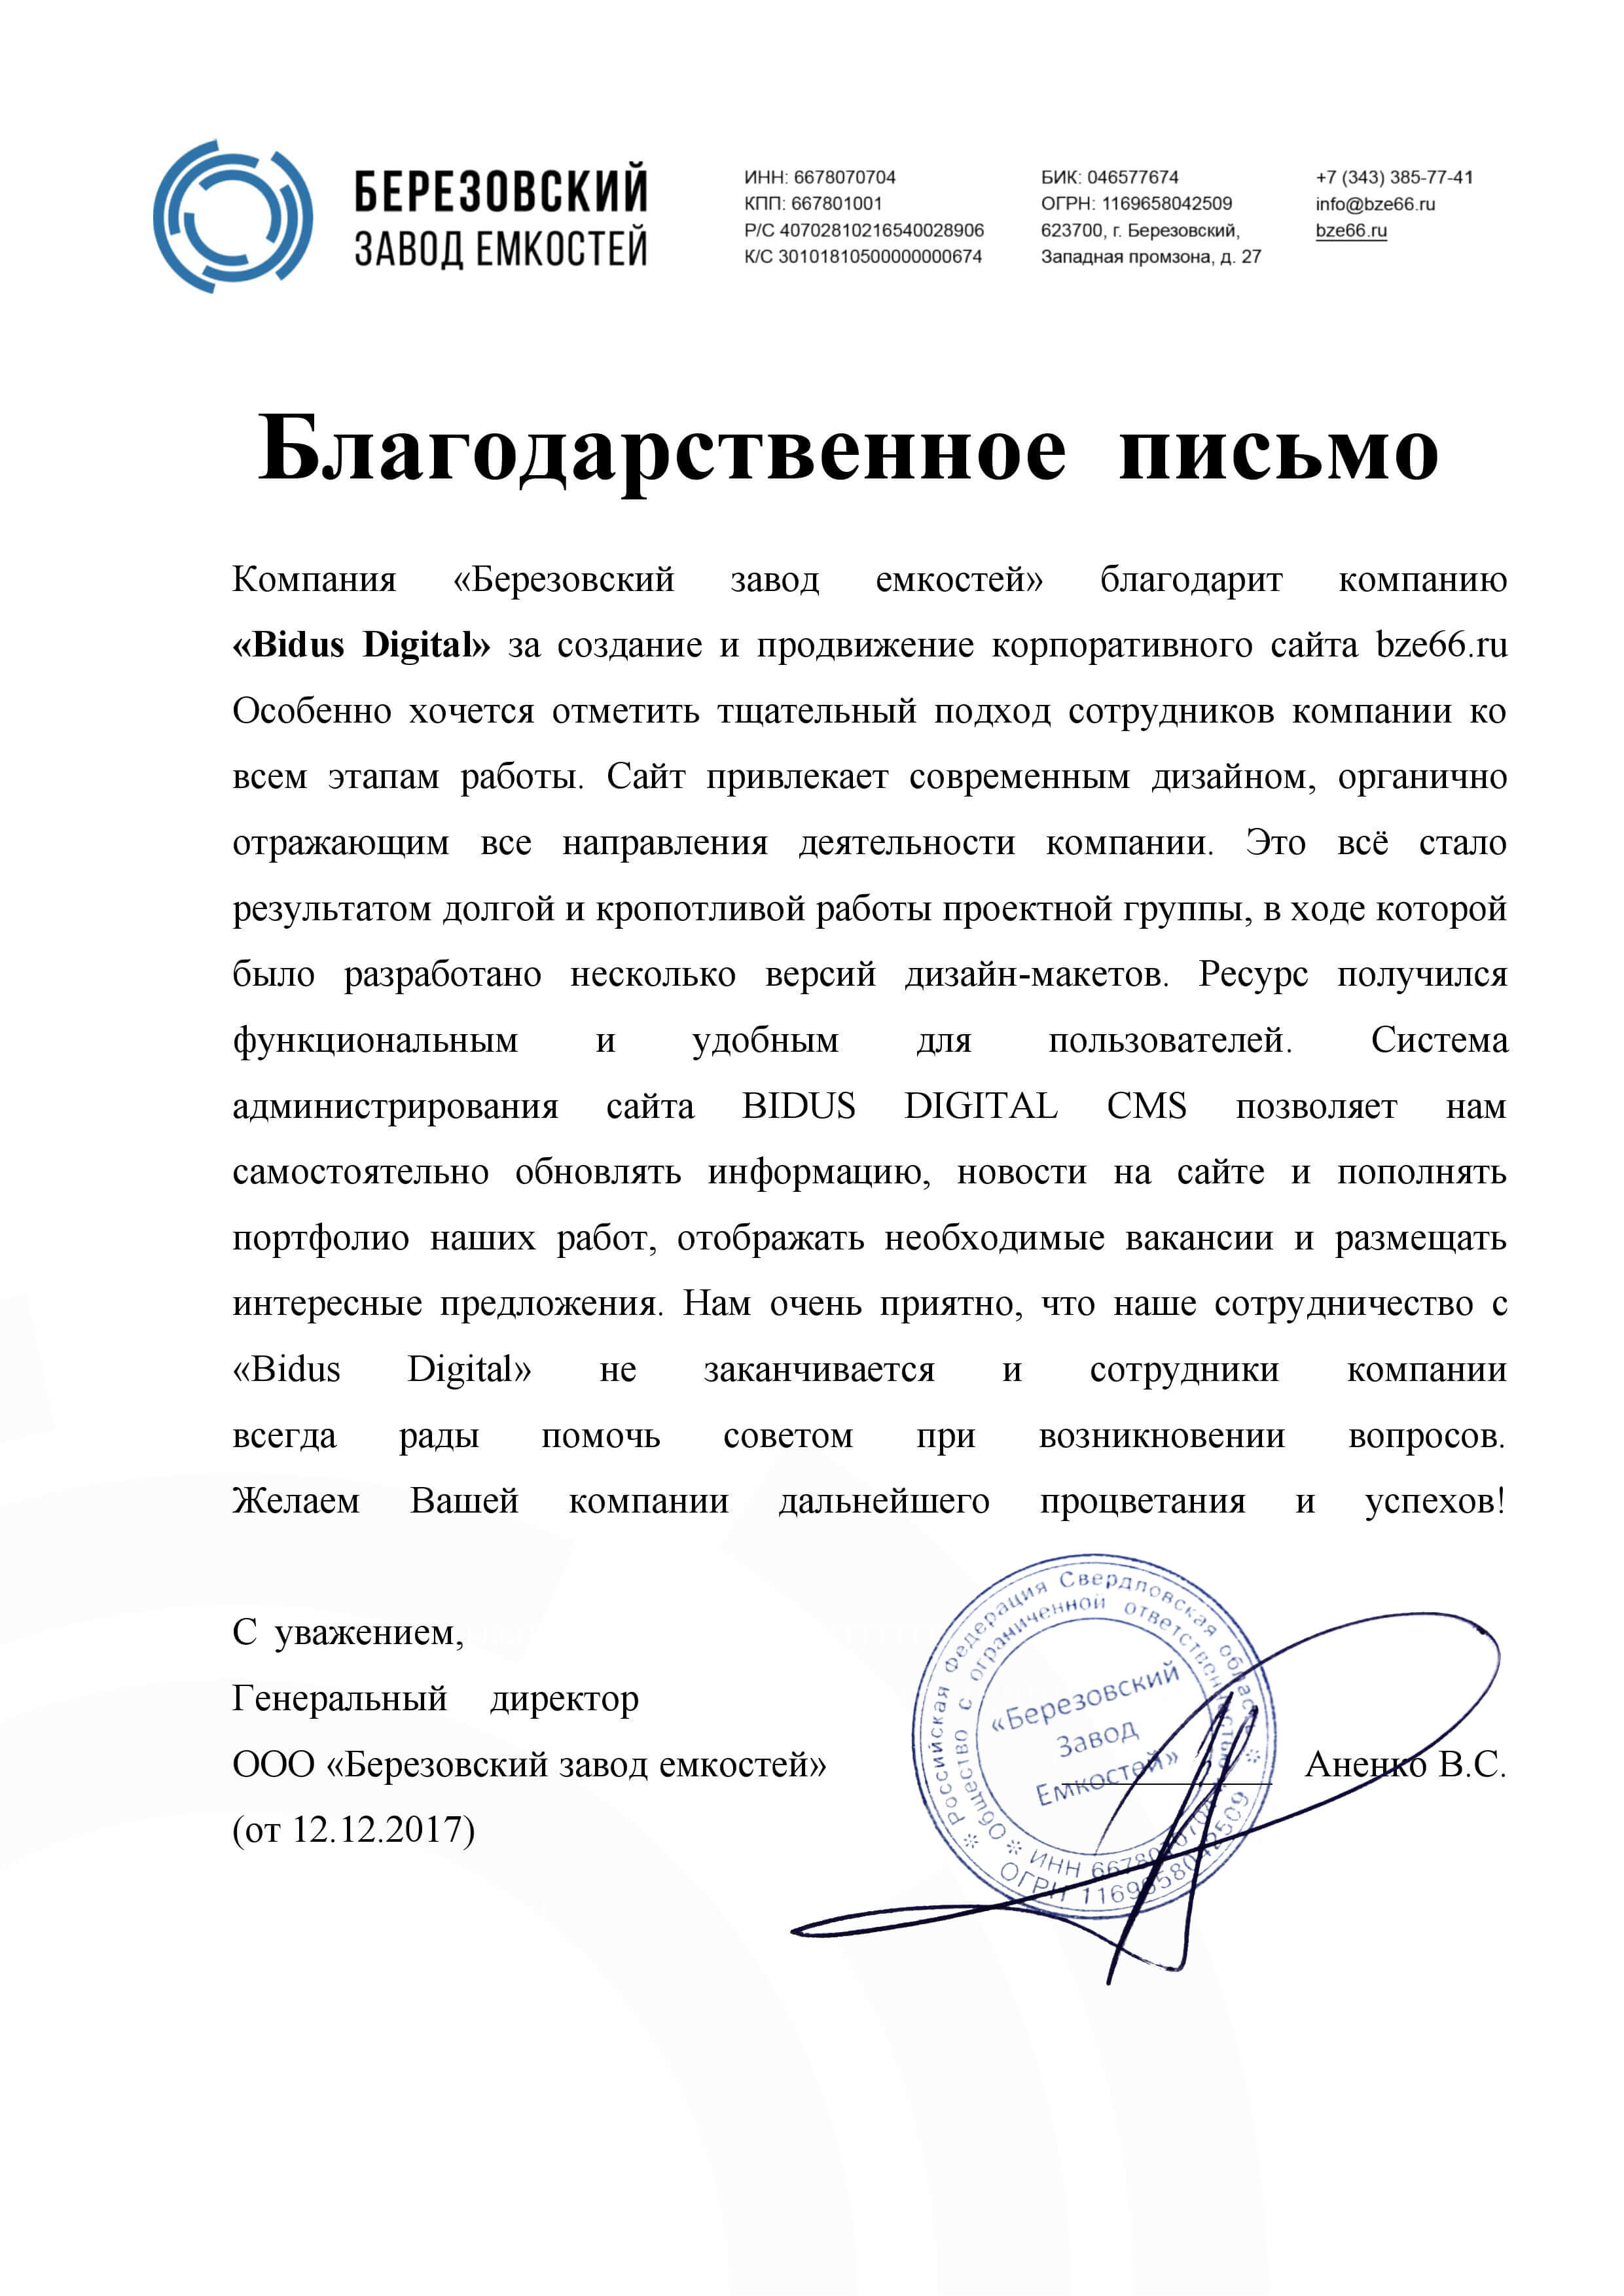 БЕРЕЗОВСКИЙ
ЗАВОД ЕМКОСТЕЙ
ИНН: 6678070704
КПП: 667801001
Р/С 40702810216540028906
К/С 30101810500000000674
БИК: 046577674
ОГРН: 1169658042509
623700, г. Березовский,
Западная промзона, д. 27
+7 (343) 385-77-41
info@bze66.ru
bze66.ru
Благодарственное письмо
Компания «Березовский завод емкостей» благодарит компанию
«Bidus Digital» за создание и продвижение корпоративного сайта bze66.ru
Особенно хочется отметить тщательный подход сотрудников компании ко
всем этапам работы. Сайт привлекает современным дизайном, органично
отражающим все направления деятельности компании. Это всё стало
результатом долгой и кропотливой работы проектной группы, в ходе которой
было разработано несколько версий дизайн-макетов. Ресурс получился
функциональным и удобным для пользователей. Система
администрирования сайта BIDUS DIGITAL CMS позволяет нам
самостоятельно обновлять информацию, новости на сайте и пополнять
портфолио наших работ, отображать необходимые вакансии и размещать
интересные предложения. Нам очень приятно, что наше сотрудничество с
«Bidus Digital» не заканчивается и сотрудники компании
всегда рады помочь советом при возникновении вопросов.
Желаем Вашей компании дальнейшего процветания и успехов!
С уважением,
Генеральный директор
ООО «Березовский завод емкостей»
Аненко В.С.
(от 12.12.2017)
Российская Федерация Свердловская область
Общество с ограниченной ответственностью
«Березовский
Завод
Емкостей»
ИНН 6678070704
ОГРН 1169658042509